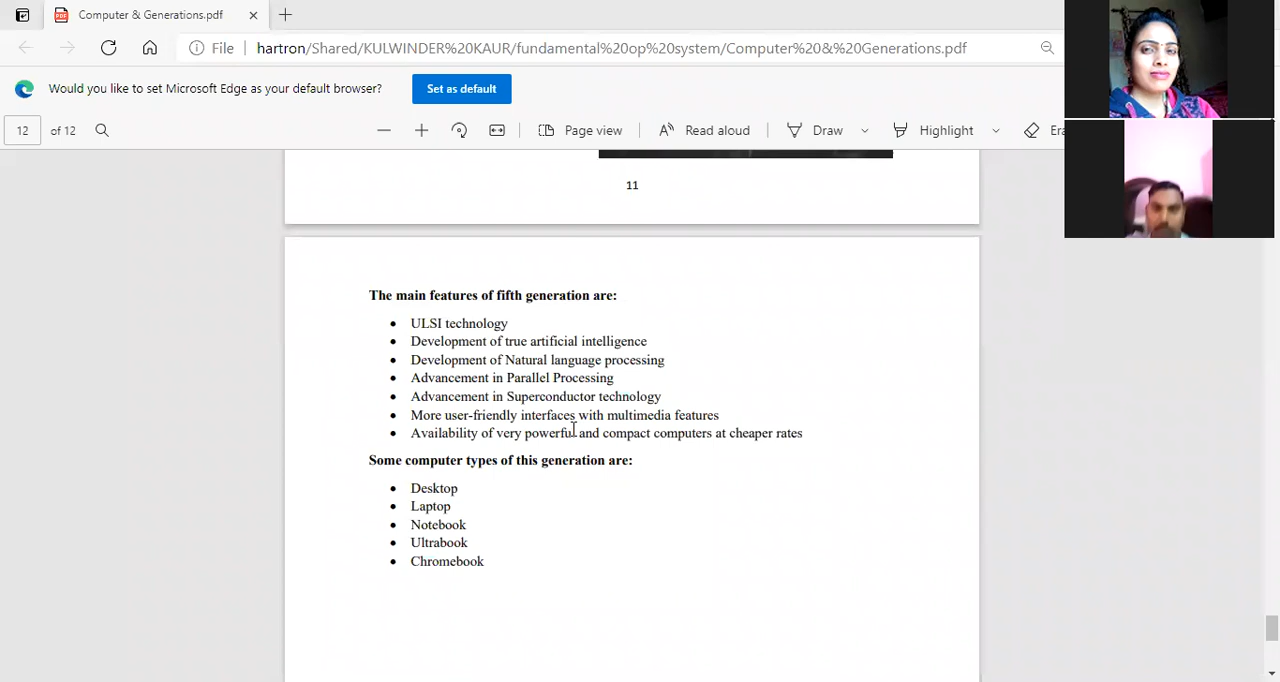 Computer & Generations.pdf
File hartron/Shared/KULWINDER%20KAUR/fundamental%20op%20system/Computer%20&%20Generations.pdf
Would you like to set Microsoft Edge as your default browser? Set as default
12 of 12 Page view Read aloud Draw Highlight Era
11
The main features of fifth generation are:
• ULSI technology
• Development of true artificial intelligence
• Development of Natural language processing
• Advancement in Parallel Processing
• Advancement in Superconductor technology
• More user-friendly interfaces with multimedia features
• Availability of very powerful and compact computers at cheaper rates
Some computer types of this generation are:
• Desktop
• Laptop
• Notebook
• Ultrabook
• Chromebook